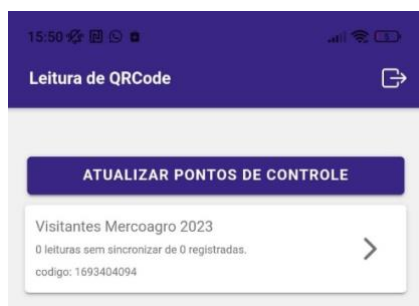 15:50
Leitura de QRCode
ATUALIZAR PONTOS DE CONTROLE
Visitantes Mercoagro 2023
0 leituras sem sincronizar de 0 registradas.
codigo: 1693404094